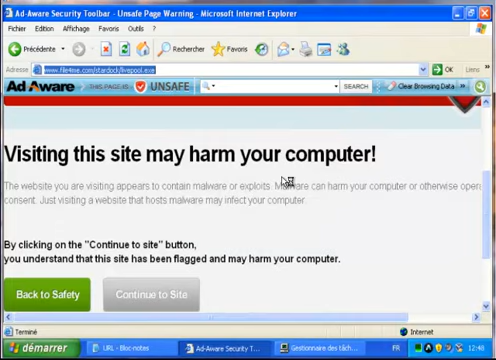 Ad-Aware Security Toolbar - Unsafe Page Warning - Microsoft Internet Explorer
Fichier Edition Affichage Favoris Outils ?
Précédente Rechercher Favoris
Adresse www.file4me.com/stardock/livepool.exe OK Liens »
Ad Aware THIS PAGE IS UNSAFE SEARCH Clear Browsing Data »
Visiting this site may harm your computer!
The website you are visiting appears to contain malware or exploits. Malware can harm your computer or otherwise opera
consent. Just visiting a website that hosts malware may infect your computer.
By clicking on the "Continue to site" button,
you understand that this site has been flagged and may harm your computer.
Back to Safety Continue to Site
Terminé Internet
démarrer URL - Bloc-notes Ad-Aware Security T... Gestionnaire des tâch... FR 12:48